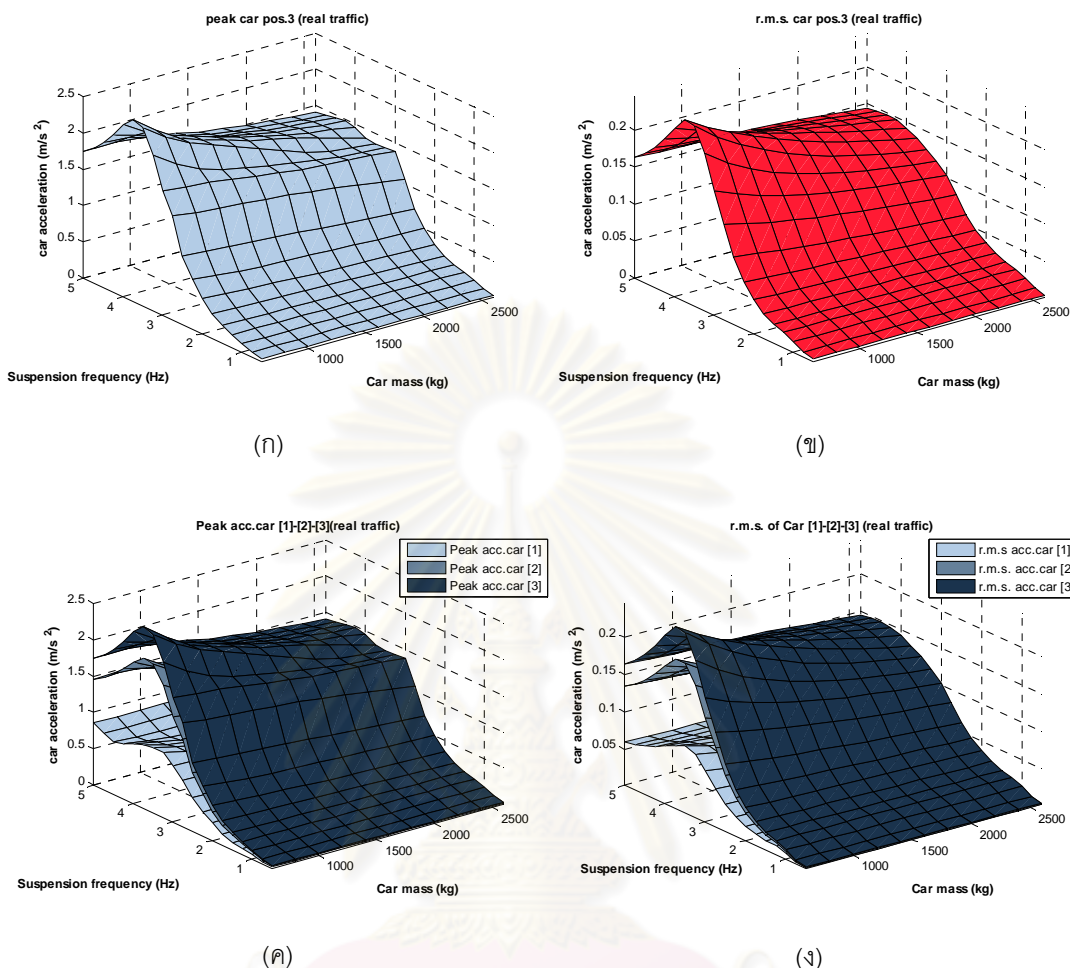 peak car pos.3 (real traffic)
2.5
2
1.5
1
0.5
0
car acceleration (m/s 2)
5
4
3
2
1
Suspension frequency (Hz)
1000
1500
2000
2500
Car mass (kg)
(ก)
r.m.s. car pos.3 (real traffic)
0.2
0.15
0.1
0.05
0
car acceleration (m/s 2)
5
4
3
2
1
Suspension frequency (Hz)
1000
1500
2000
2500
Car mass (kg)
(ข)
Peak acc.car [1]-[2]-[3](real traffic)
Peak acc.car [1]
Peak acc.car [2]
Peak acc.car [3]
2.5
2
1.5
1
0.5
0
car acceleration (m/s 2)
5
4
3
2
1
Suspension frequency (Hz)
1000
1500
2000
2500
Car mass (kg)
(ค)
r.m.s. of Car [1]-[2]-[3] (real traffic)
r.m.s acc.car [1]
r.m.s. acc.car [2
r.m.s. acc.car [3
0.2
0.15
0.1
0.05
car acceleration (m/s 2)
5
4
3
2
1
Suspension frequency (Hz)
1000
1500
2000
2500
Car mass (kg)
(ง)